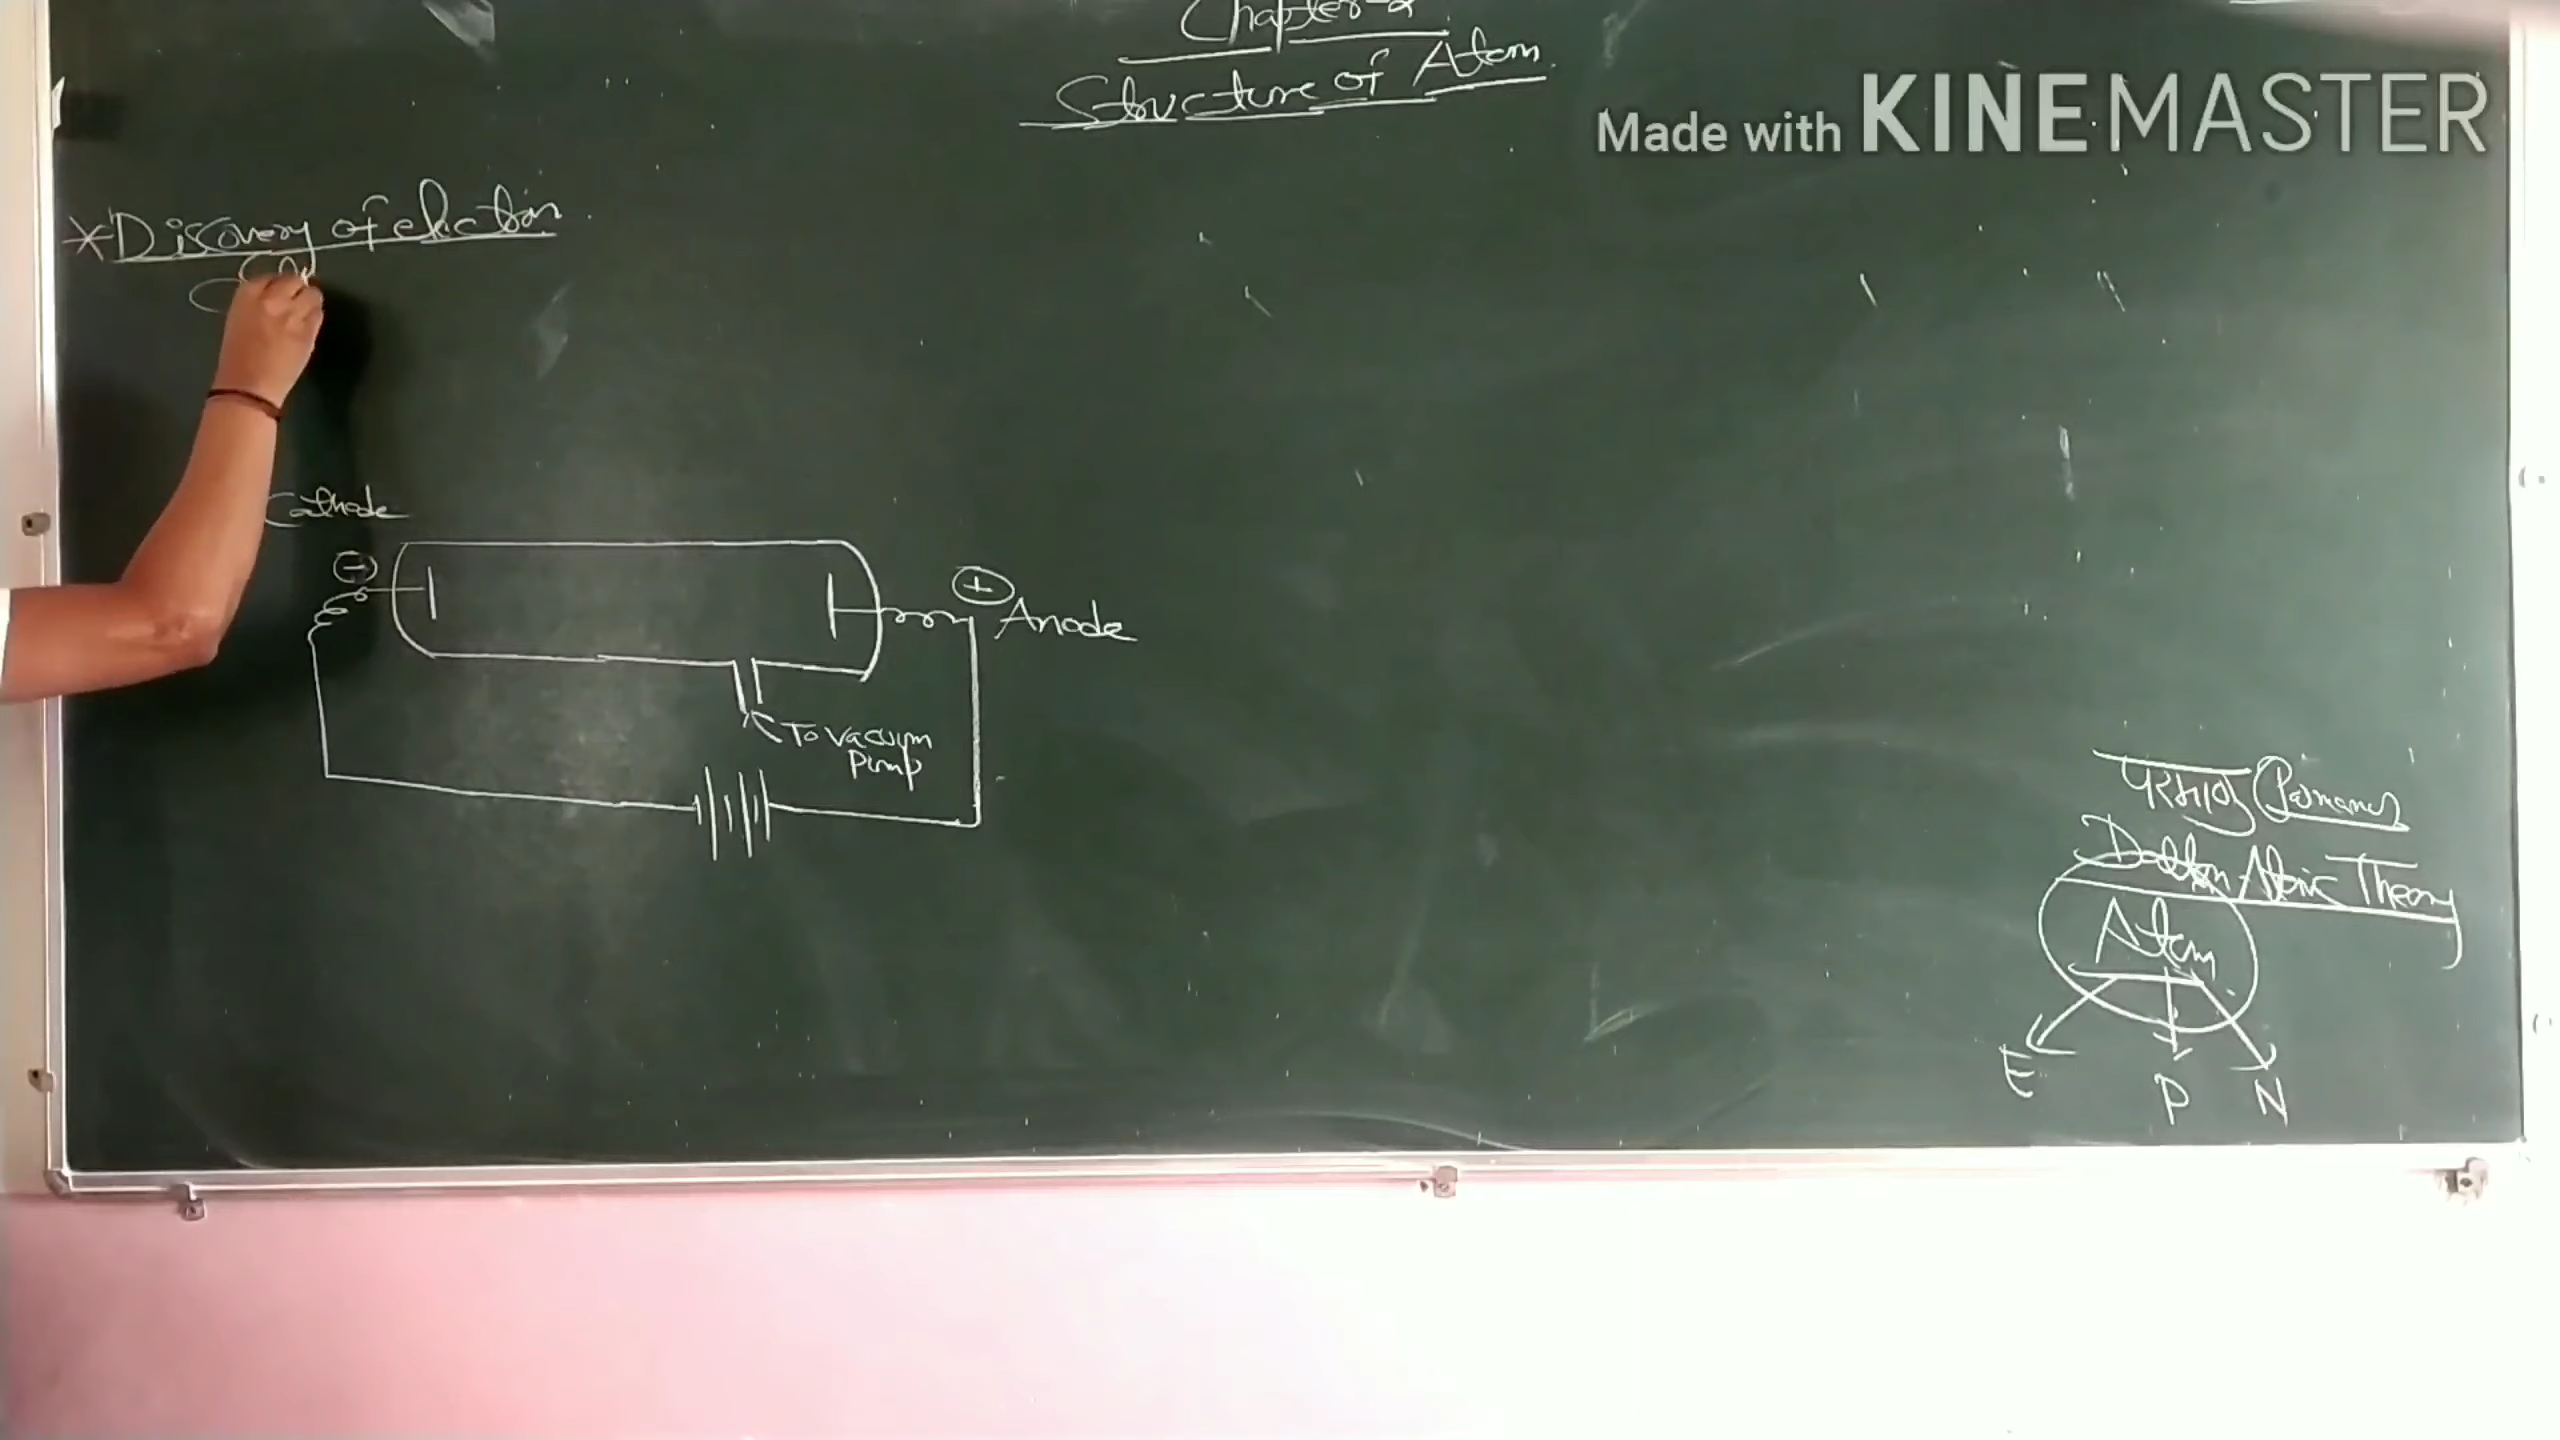 Chapter-2
Structure of Atom
Made with KINEMASTER
*Discovery of electron
Cathode
-
+
Anode
To Vacuum
Pump
परमाणु
Dalton Atomic Theory
Atom
E P N